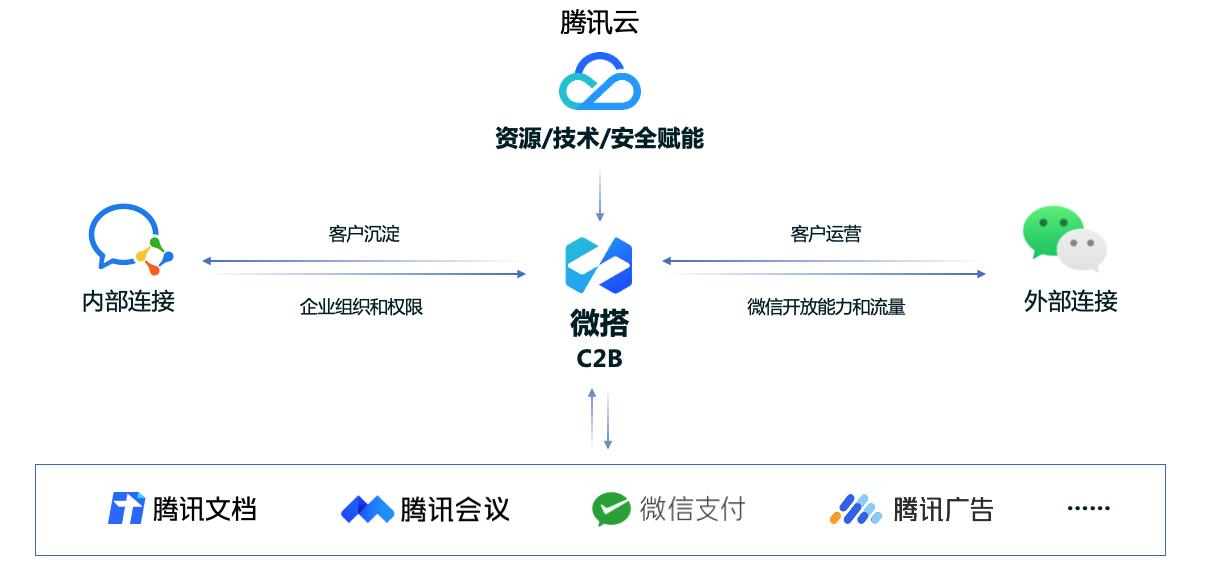 腾讯云
资源/技术/安全赋能
客户沉淀
客户运营
内部连接
企业组织和权限
微信开放能力和流量
外部连接
微搭
C2B
腾讯文档
腾讯会议
微信支付
腾讯广告
······